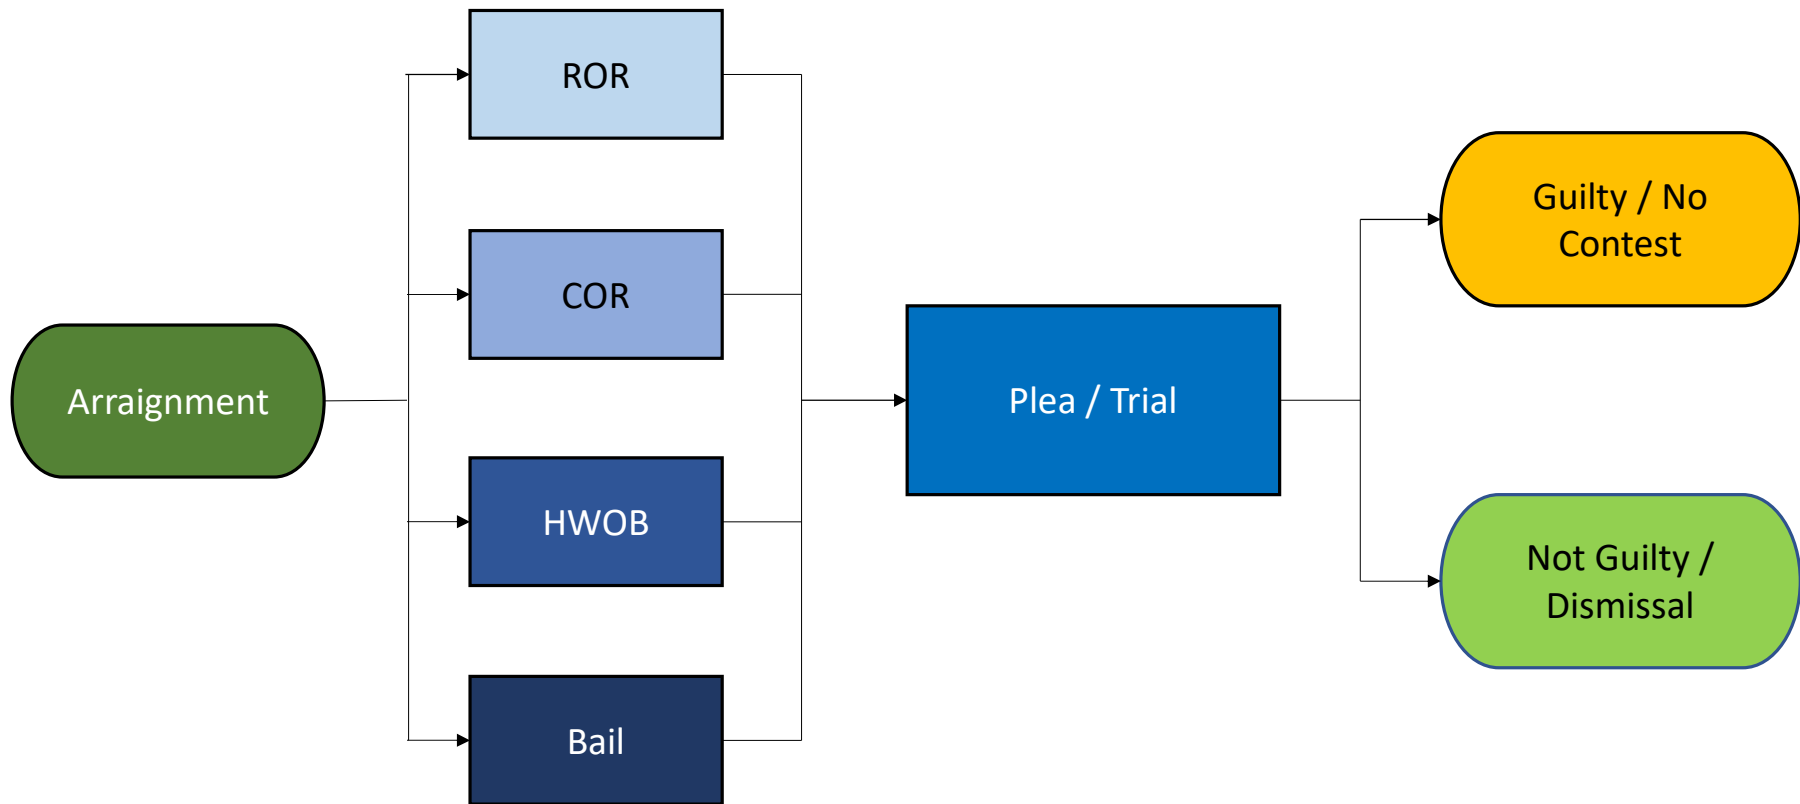 Arraignment
ROR
COR
HWOB
Bail
Plea / Trial
Guilty / No
Contest
Not Guilty /
Dismissal